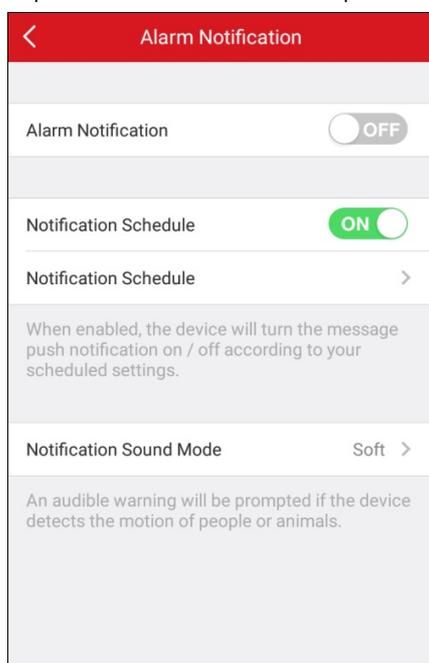 Alarm Notification
Alarm Notification OFF
Notification Schedule ON
Notification Schedule
When enabled, the device will turn the message
push notification on / off according to your
scheduled settings.
Notification Sound Mode Soft
An audible warning will be prompted if the device
detects the motion of people or animals.